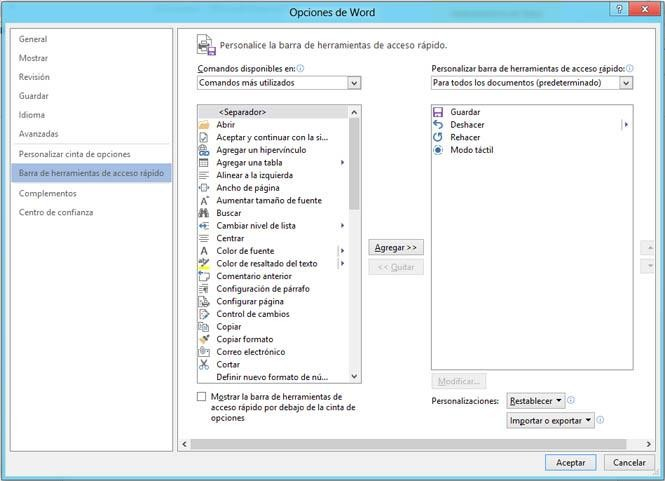 Opciones de Word
General
Mostrar
Revisión
Guardar
Idioma
Avanzadas
Personalizar cinta de opciones
Barra de herramientas de acceso rápido
Complementos
Centro de confianza
Personalice la barra de herramientas de acceso rápido.
Comandos disponibles en:
Comandos más utilizados
<Separador>
Abrir
Aceptar y continuar con la si...
Agregar un hipervínculo
Agregar una tabla
Alinear a la izquierda
Ancho de página
Aumentar tamaño de fuente
Buscar
Cambiar nivel de lista
Centrar
Color de fuente
Color de resaltado del texto
Comentario anterior
Configuración de párrafo
Configurar página
Control de cambios
Copiar
Copiar formato
Correo electrónico
Cortar
Definir nuevo formato de nú...
Mostrar la barra de herramientas de
acceso rápido por debajo de la cinta de
opciones
Agregar >>
<< Quitar
Personalizar barra de herramientas de acceso rápido:
Para todos los documentos (predeterminado)
Guardar
Deshacer
Rehacer
Modo táctil
Modificar...
Personalizaciones:
Restablecer
Importar o exportar
Aceptar
Cancelar